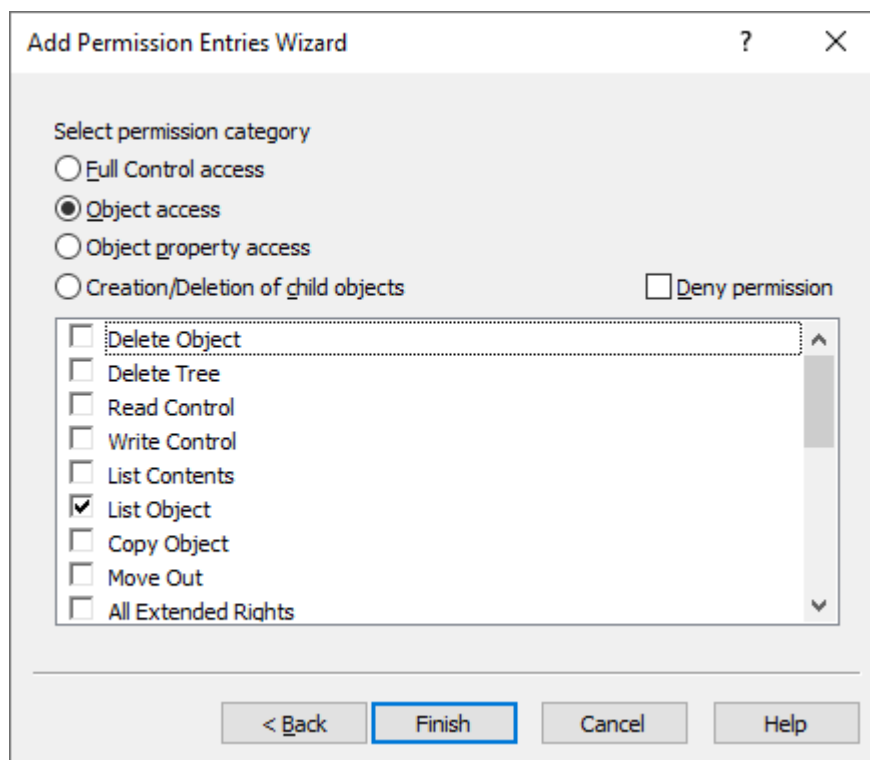 Add Permission Entries Wizard ?
Select permission category
Full Control access
Object access
Object property access
Creation/Deletion of child objects Deny permission
Delete Object
Delete Tree
Read Control
Write Control
List Contents
List Object
Copy Object
Move Out
All Extended Rights
< Back Finish Cancel Help